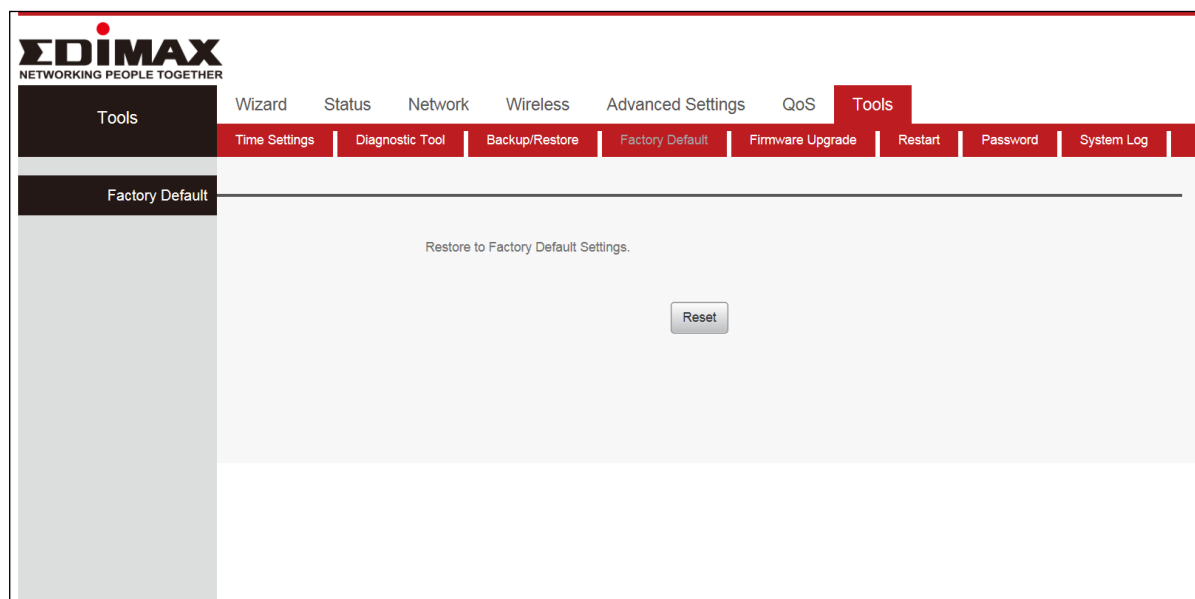 EDiMAX
NETWORKING PEOPLE TOGETHER
Tools
Wizard Status Network Wireless Advanced Settings QoS Tools
Time Settings Diagnostic Tool Backup/Restore Factory Default Firmware Upgrade Restart Password System Log
Factory Default
Restore to Factory Default Settings.
Reset